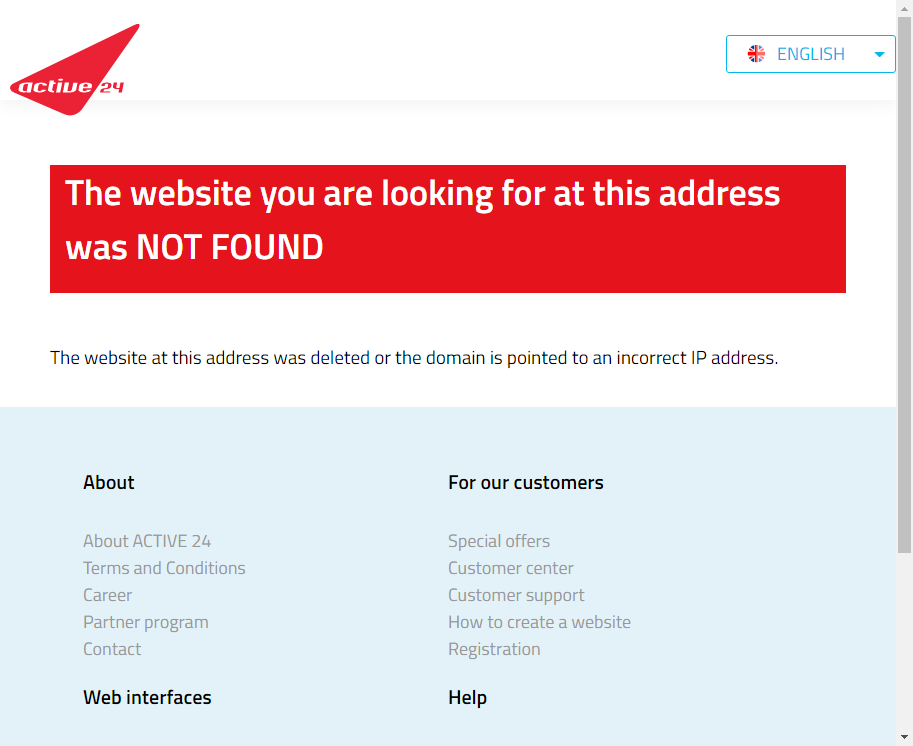 active 24
ENGLISH
The website you are looking for at this address
was NOT FOUND
The website at this address was deleted or the domain is pointed to an incorrect IP address.
About
About ACTIVE 24
Terms and Conditions
Career
Partner program
Contact
For our customers
Special offers
Customer center
Customer support
How to create a website
Registration
Web interfaces
Help